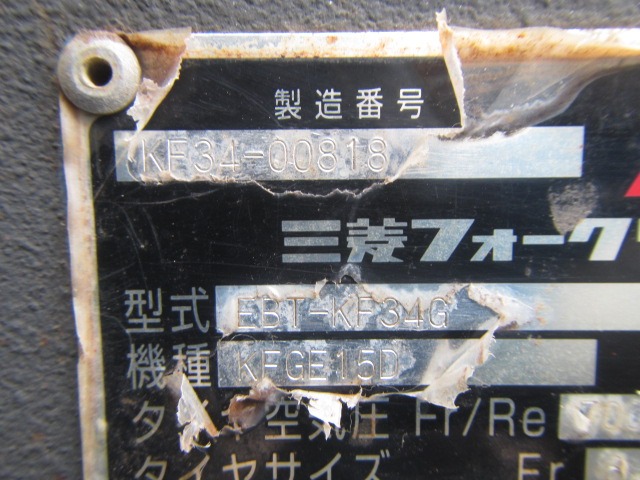 製造番号
KF34-00818
三菱フォーク
型式 EBT-KF34G
機種 KFGE15D
タイヤ空気圧 Fr/Re
タイヤサイズ Fr